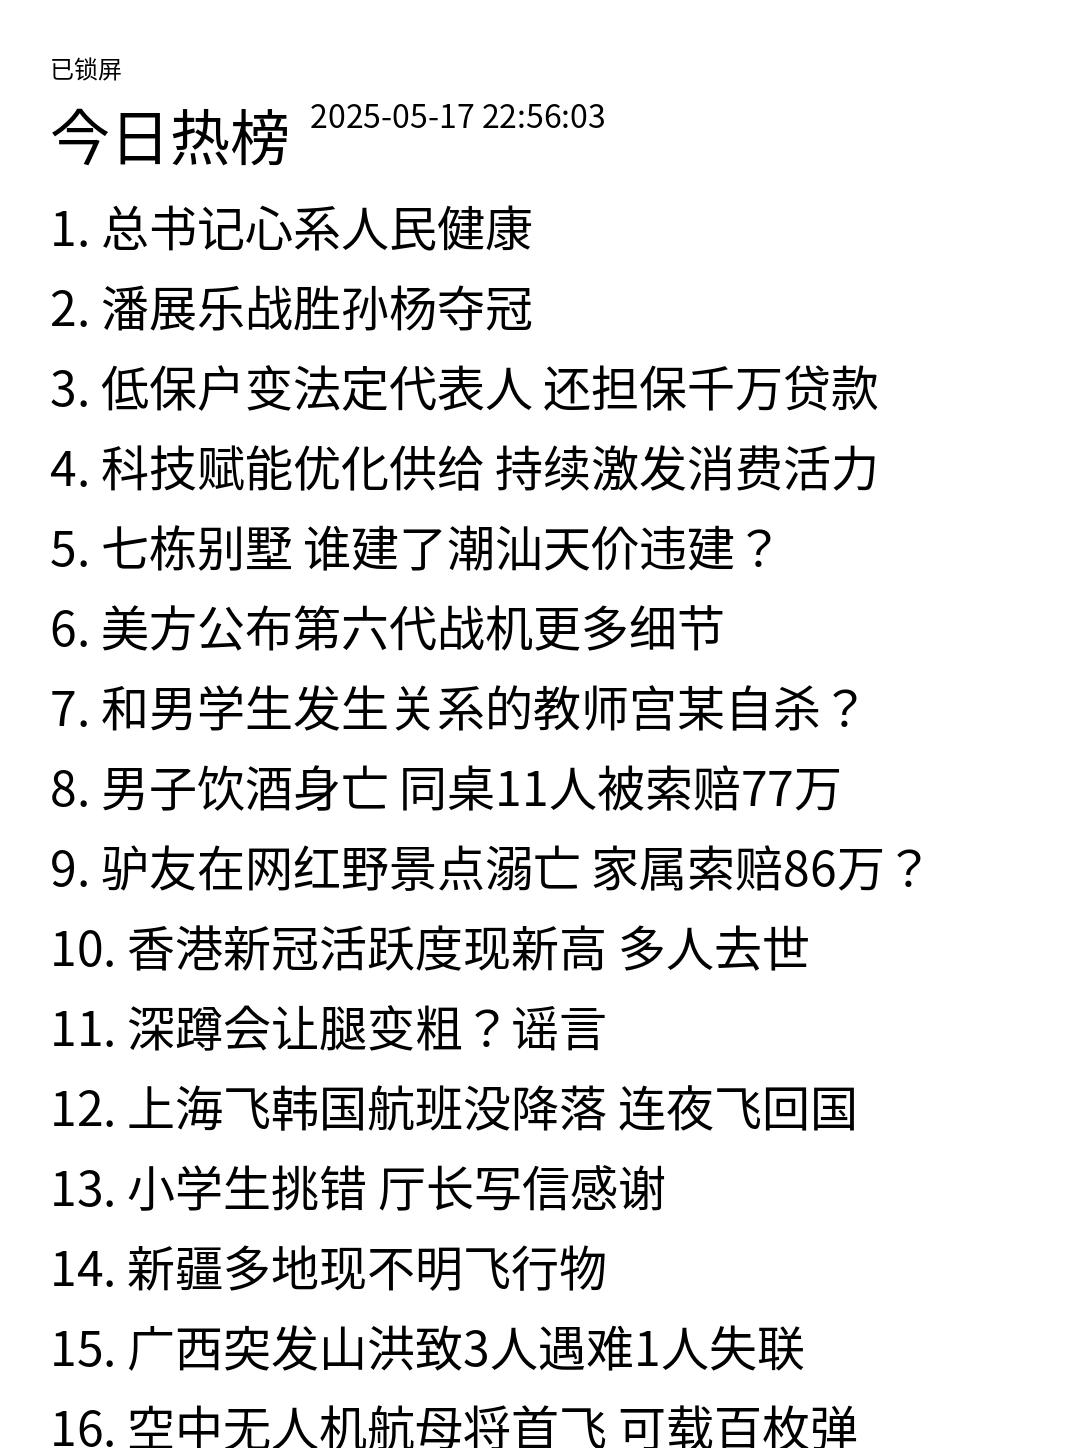 已锁屏
今日热榜 2025-05-17 22:56:03
1. 总书记心系人民健康
2. 潘展乐战胜孙杨夺冠
3. 低保户变法定代表人 还担保千万贷款
4. 科技赋能优化供给 持续激发消费活力
5. 七栋别墅 谁建了潮汕天价违建？
6. 美方公布第六代战机更多细节
7. 和男学生发生关系的教师宫某自杀？
8. 男子饮酒身亡 同桌11人被索赔77万
9. 驴友在网红野景点溺亡 家属索赔86万？
10. 香港新冠活跃度现新高 多人去世
11. 深蹲会让腿变粗？谣言
12. 上海飞韩国航班没降落 连夜飞回国
13. 小学生挑错 厅长写信感谢
14. 新疆多地现不明飞行物
15. 广西突发山洪致3人遇难1人失联
16. 空中无人机航母将首飞 可载百枚弹